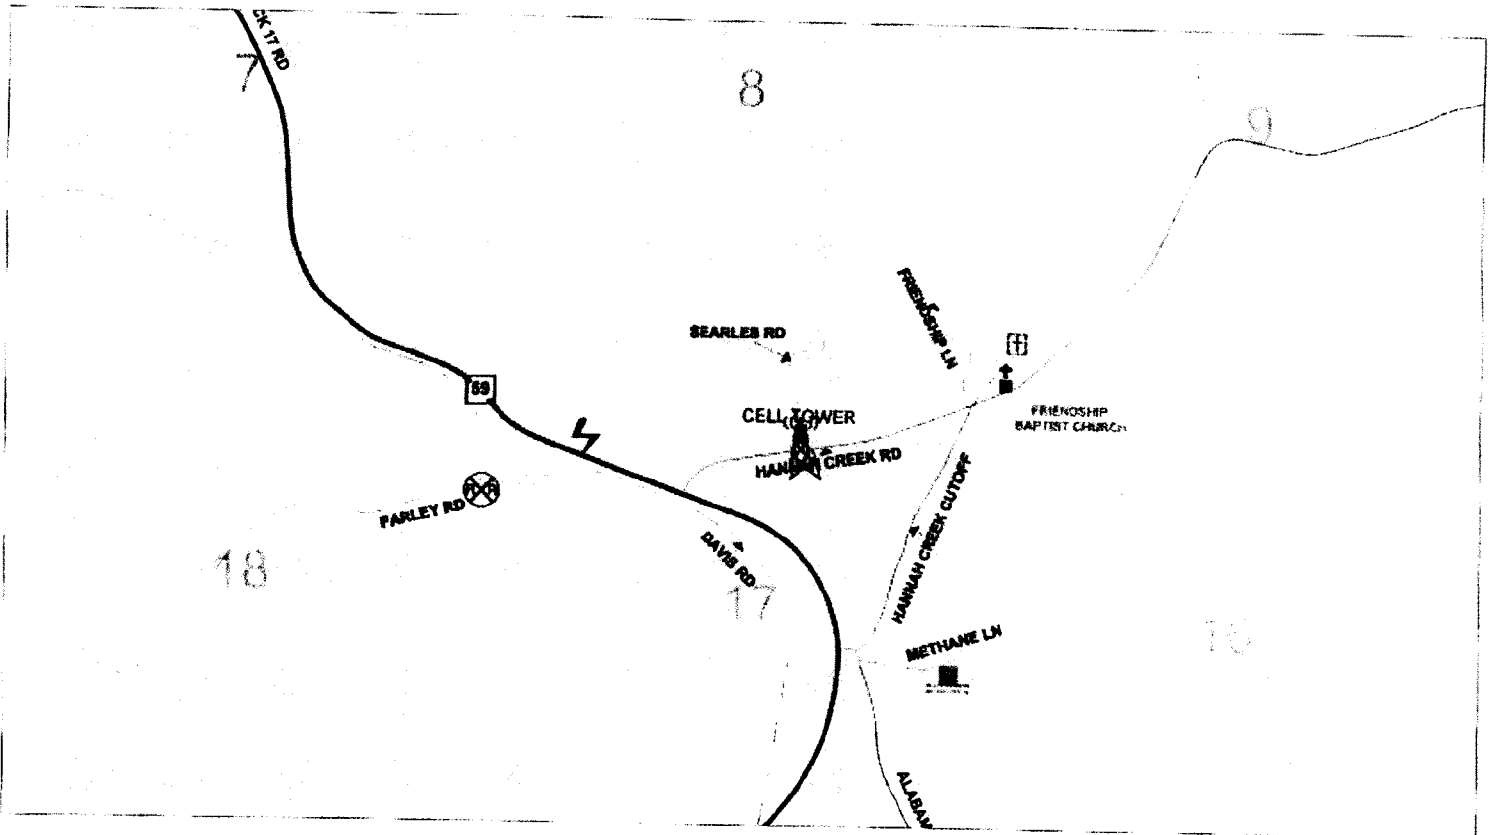 CK 17 RD
7
8
9
SEARLES RD
FRIENDSHIP LN
59
CELL TOWER
FRIENDSHIP
BAPTIST CHURCH
HANNAH CREEK RD
FARLEY RD
HANNAH CREEK CUTOFF
DAVIS RD
18
17
16
METHANE LN
ALABAM